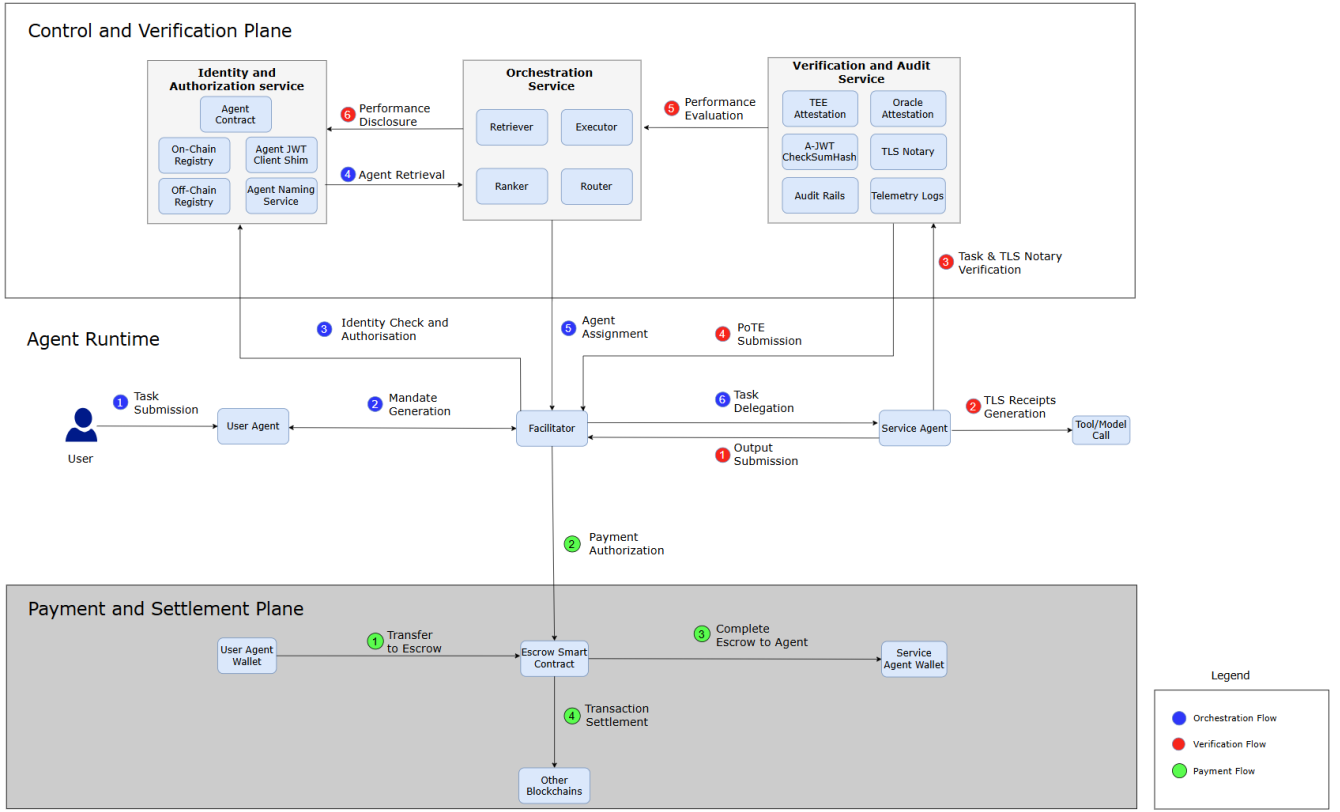 Control and Verification Plane
Identity and
Authorization service
Agent
Contract
On-Chain
Registry
Agent JWT
Client Shim
Off-Chain
Registry
Agent Naming
Service
6 Performance
Disclosure
4 Agent Retrieval
Orchestration
Service
Retriever
Executor
Ranker
Router
5 Performance
Evaluation
Verification and Audit
Service
TEE
Attestation
Oracle
Attestation
A-JWT
CheckSumHash
TLS Notary
Audit Rails
Telemetry Logs
3 Task & TLS Notary
Verification
Agent Runtime
3 Identity Check and
Authorisation
5 Agent
Assignment
4 PoTE
Submission
1 Task
Submission
2 Mandate
Generation
6 Task
Delegation
2 TLS Receipts
Generation
User
User Agent
Facilitator
Service Agent
Tool/Model
Call
1 Output
Submission
2 Payment
Authorization
Payment and Settlement Plane
User Agent
Wallet
1 Transfer
to Escrow
Escrow Smart
Contract
3 Complete
Escrow to Agent
Service
Agent Wallet
4 Transaction
Settlement
Other
Blockchains
Legend
Orchestration Flow
Verification Flow
Payment Flow